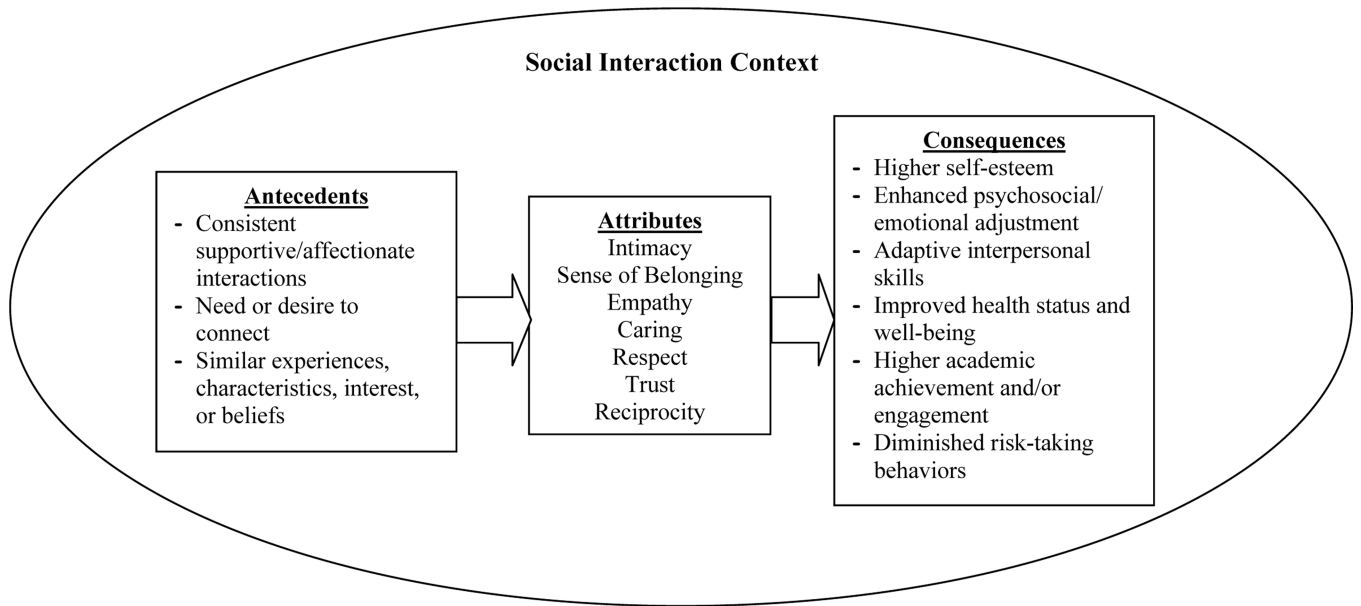 Social Interaction Context
Antecedents
- Consistent
supportive/affectionate
interactions
- Need or desire to
connect
- Similar experiences,
characteristics, interest,
or beliefs
Attributes
Intimacy
Sense of Belonging
Empathy
Caring
Respect
Trust
Reciprocity
Consequences
- Higher self-esteem
- Enhanced psychosocial/
emotional adjustment
- Adaptive interpersonal
skills
- Improved health status and
well-being
- Higher academic
achievement and/or
engagement
- Diminished risk-taking
behaviors